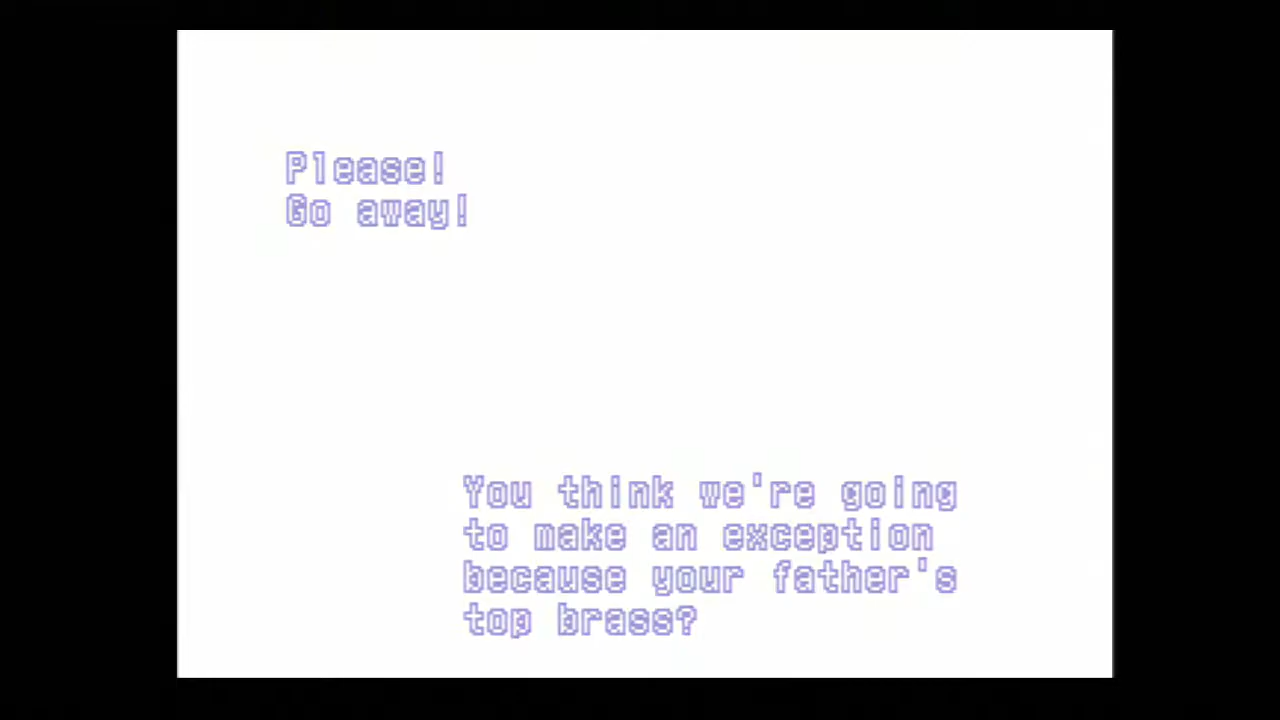 Please!
Go away!
You think we're going
to make an exception
because your father's
top brass?